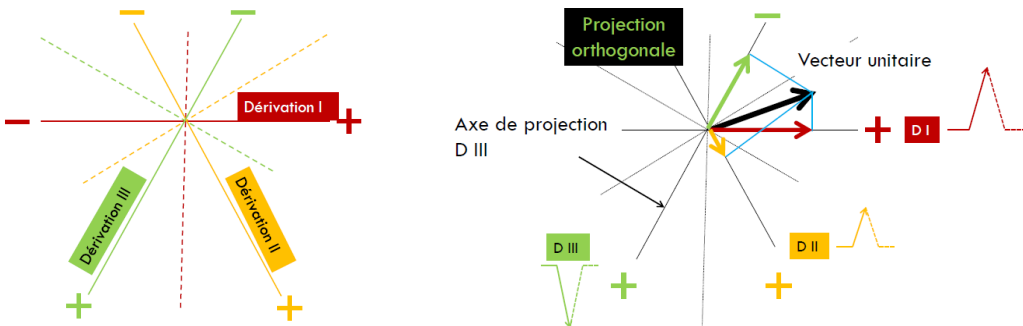 Dérivation I
Dérivation III
Dérivation II
Projection
orthogonale
Vecteur unitaire
Axe de projection
D III
D I
D III
D II